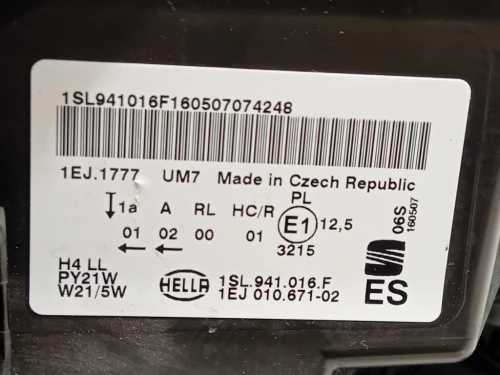 1SL941016F160507074248
1EJ.1777 UM7 Made in Czech Republic
1a A RL HC/R PL E1 12,5
01 02 00 01 3215
H4 LL
PY21W
W21/5W
HELLA
1SL.941.016.F
1EJ 010.671-02
06S
160507
ES